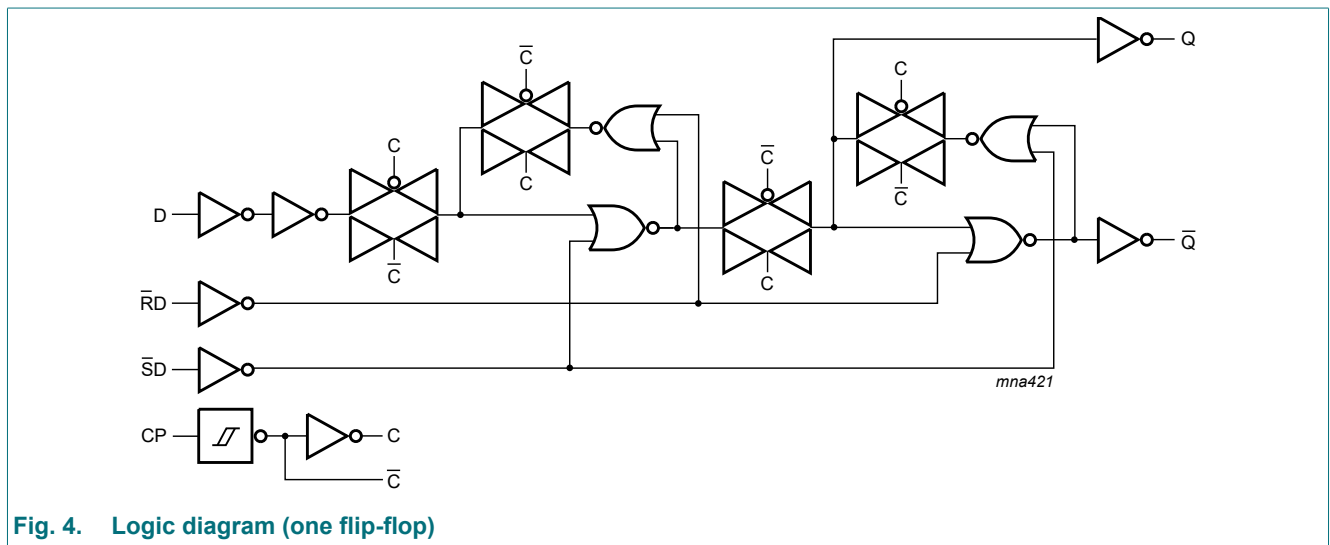 C̅
C
Q
C
C
C̅
D
C̅
C
C̅
Q̅
R̅D
S̅D
mna421
CP
C
C̅
Fig. 4. Logic diagram (one flip-flop)